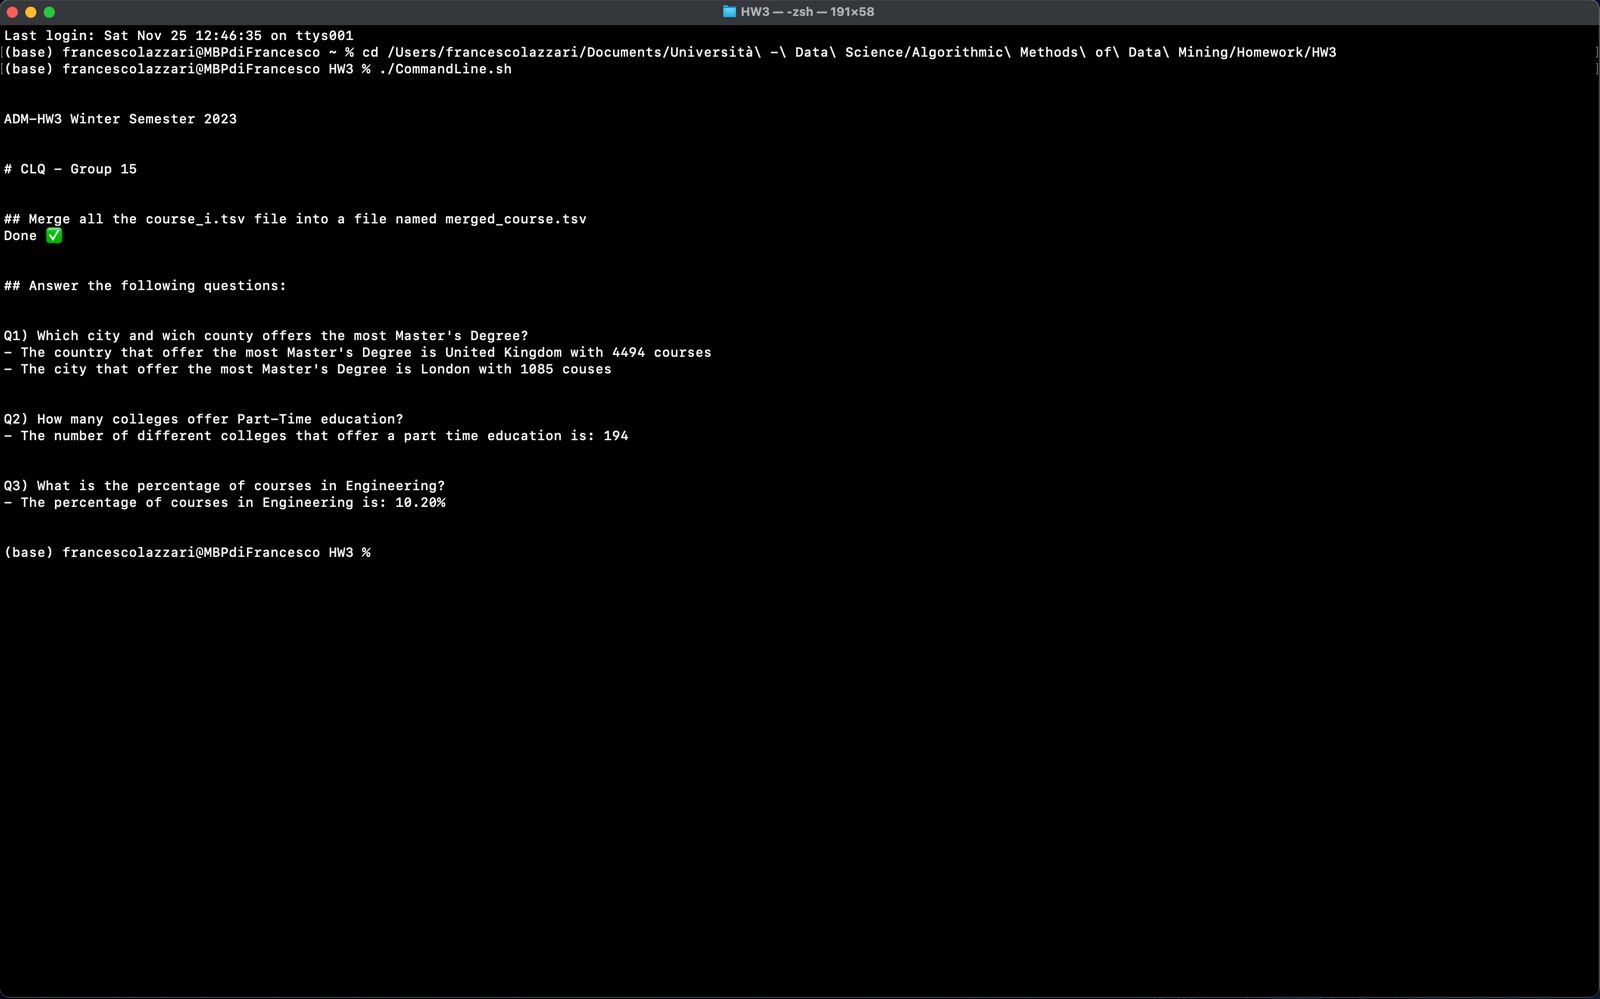 HW3 — -zsh — 191×58
Last login: Sat Nov 25 12:46:35 on ttys001
(base) francescolazzari@MBPdiFrancesco ~ % cd /Users/francescolazzari/Documents/Università\ -\ Data\ Science/Algorithmic\ Methods\ of\ Data\ Mining/Homework/HW3
(base) francescolazzari@MBPdiFrancesco HW3 % ./CommandLine.sh
ADM-HW3 Winter Semester 2023
# CLQ - Group 15
## Merge all the course_i.tsv file into a file named merged_course.tsv
Done ✅
## Answer the following questions:
Q1) Which city and wich county offers the most Master's Degree?
- The country that offer the most Master's Degree is United Kingdom with 4494 courses
- The city that offer the most Master's Degree is London with 1085 couses
Q2) How many colleges offer Part-Time education?
- The number of different colleges that offer a part time education is: 194
Q3) What is the percentage of courses in Engineering?
- The percentage of courses in Engineering is: 10.20%
(base) francescolazzari@MBPdiFrancesco HW3 %